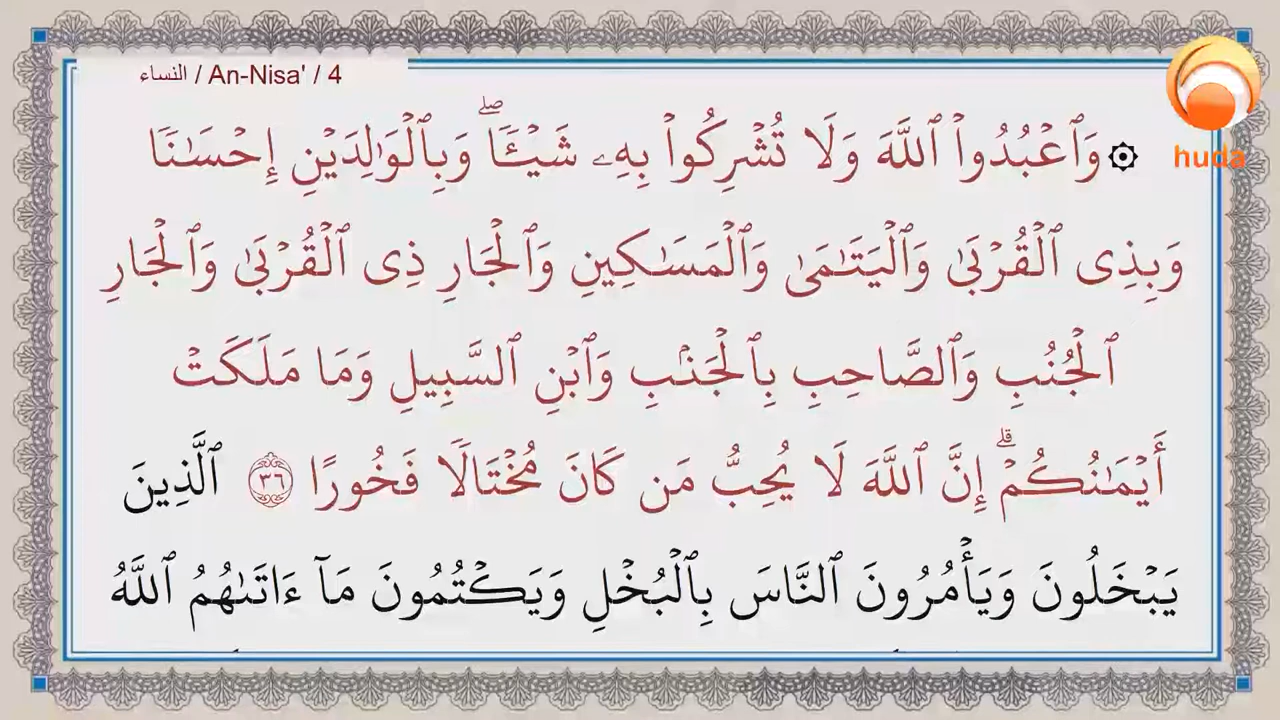 النساء / An-Nisa' / 4
huda
۞ وَٱعْبُدُوا۟ ٱللَّهَ وَلَا تُشْرِكُوا۟ بِهِۦ شَيْـًٔا ۖ وَبِٱلْوَٰلِدَيْنِ إِحْسَـٰنًا
وَبِذِى ٱلْقُرْبَىٰ وَٱلْيَتَـٰمَىٰ وَٱلْمَسَـٰكِينِ وَٱلْجَارِ ذِى ٱلْقُرْبَىٰ وَٱلْجَارِ
ٱلْجُنُبِ وَٱلصَّاحِبِ بِٱلْجَنۢبِ وَٱبْنِ ٱلسَّبِيلِ وَمَا مَلَكَتْ
أَيْمَـٰنُكُمْ ۗ إِنَّ ٱللَّهَ لَا يُحِبُّ مَن كَانَ مُخْتَالًا فَخُورًا ٣٦ ٱلَّذِينَ
يَبْخَلُونَ وَيَأْمُرُونَ ٱلنَّاسَ بِٱلْبُخْلِ وَيَكْتُمُونَ مَآ ءَاتَىٰهُمُ ٱللَّهُ